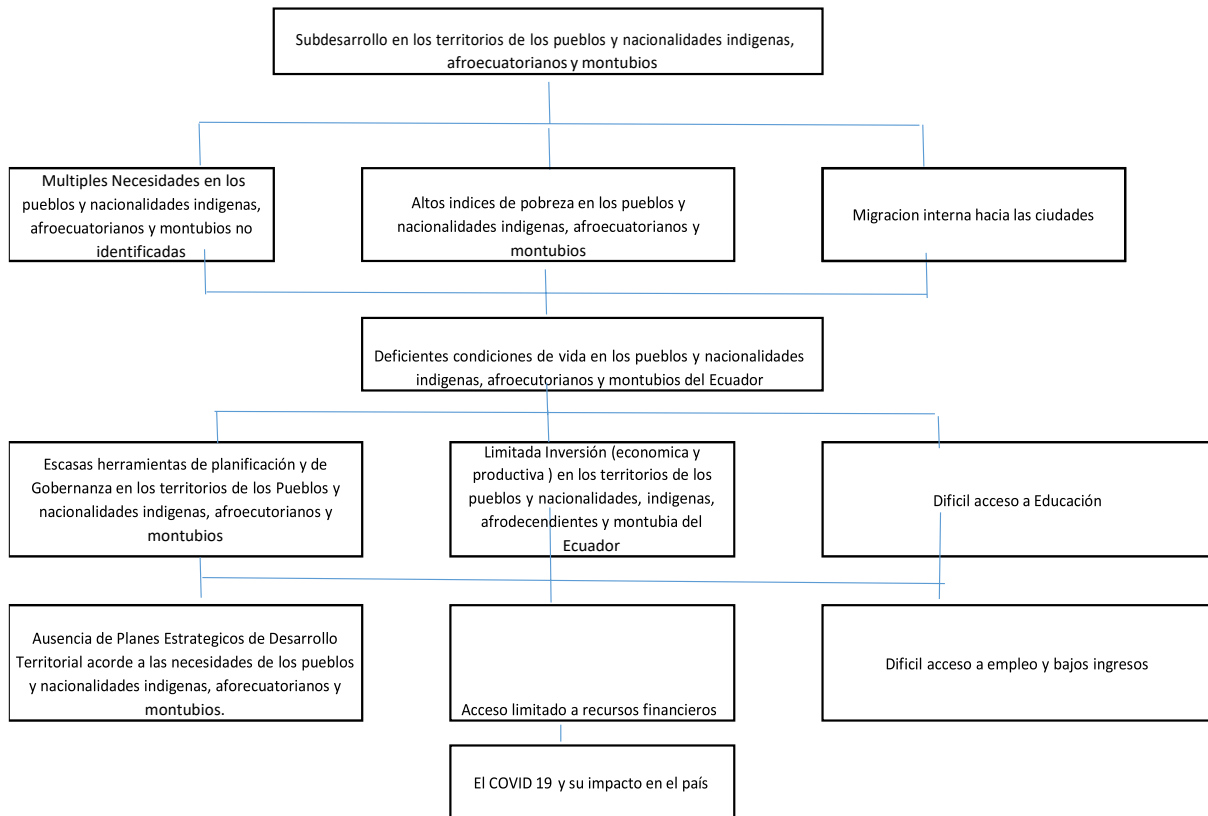 Subdesarrollo en los territorios de los pueblos y nacionalidades indigenas,
afroecuatorianos y montubios
Multiples Necesidades en los
pueblos y nacionalidades indigenas,
afroecuatorianos y montubios no
identificadas
Altos indices de pobreza en los pueblos y
nacionalidades indigenas, afroecuatorianos y
montubios
Migracion interna hacia las ciudades
Deficientes condiciones de vida en los pueblos y nacionalidades
indigenas, afroecutorianos y montubios del Ecuador
Escasas herramientas de planificación y de
Gobernanza en los territorios de los Pueblos y
nacionalidades indigenas, afroecutorianos y
montubios
Limitada Inversión (economica y
productiva ) en los territorios de los
pueblos y nacionalidades, indigenas,
afrodecendientes y montubia del
Ecuador
Dificil acceso a Educación
Ausencia de Planes Estrategicos de Desarrollo
Territorial acorde a las necesidades de los pueblos
y nacionalidades indigenas, aforecuatorianos y
montubios.
Acceso limitado a recursos financieros
Dificil acceso a empleo y bajos ingresos
El COVID 19 y su impacto en el país